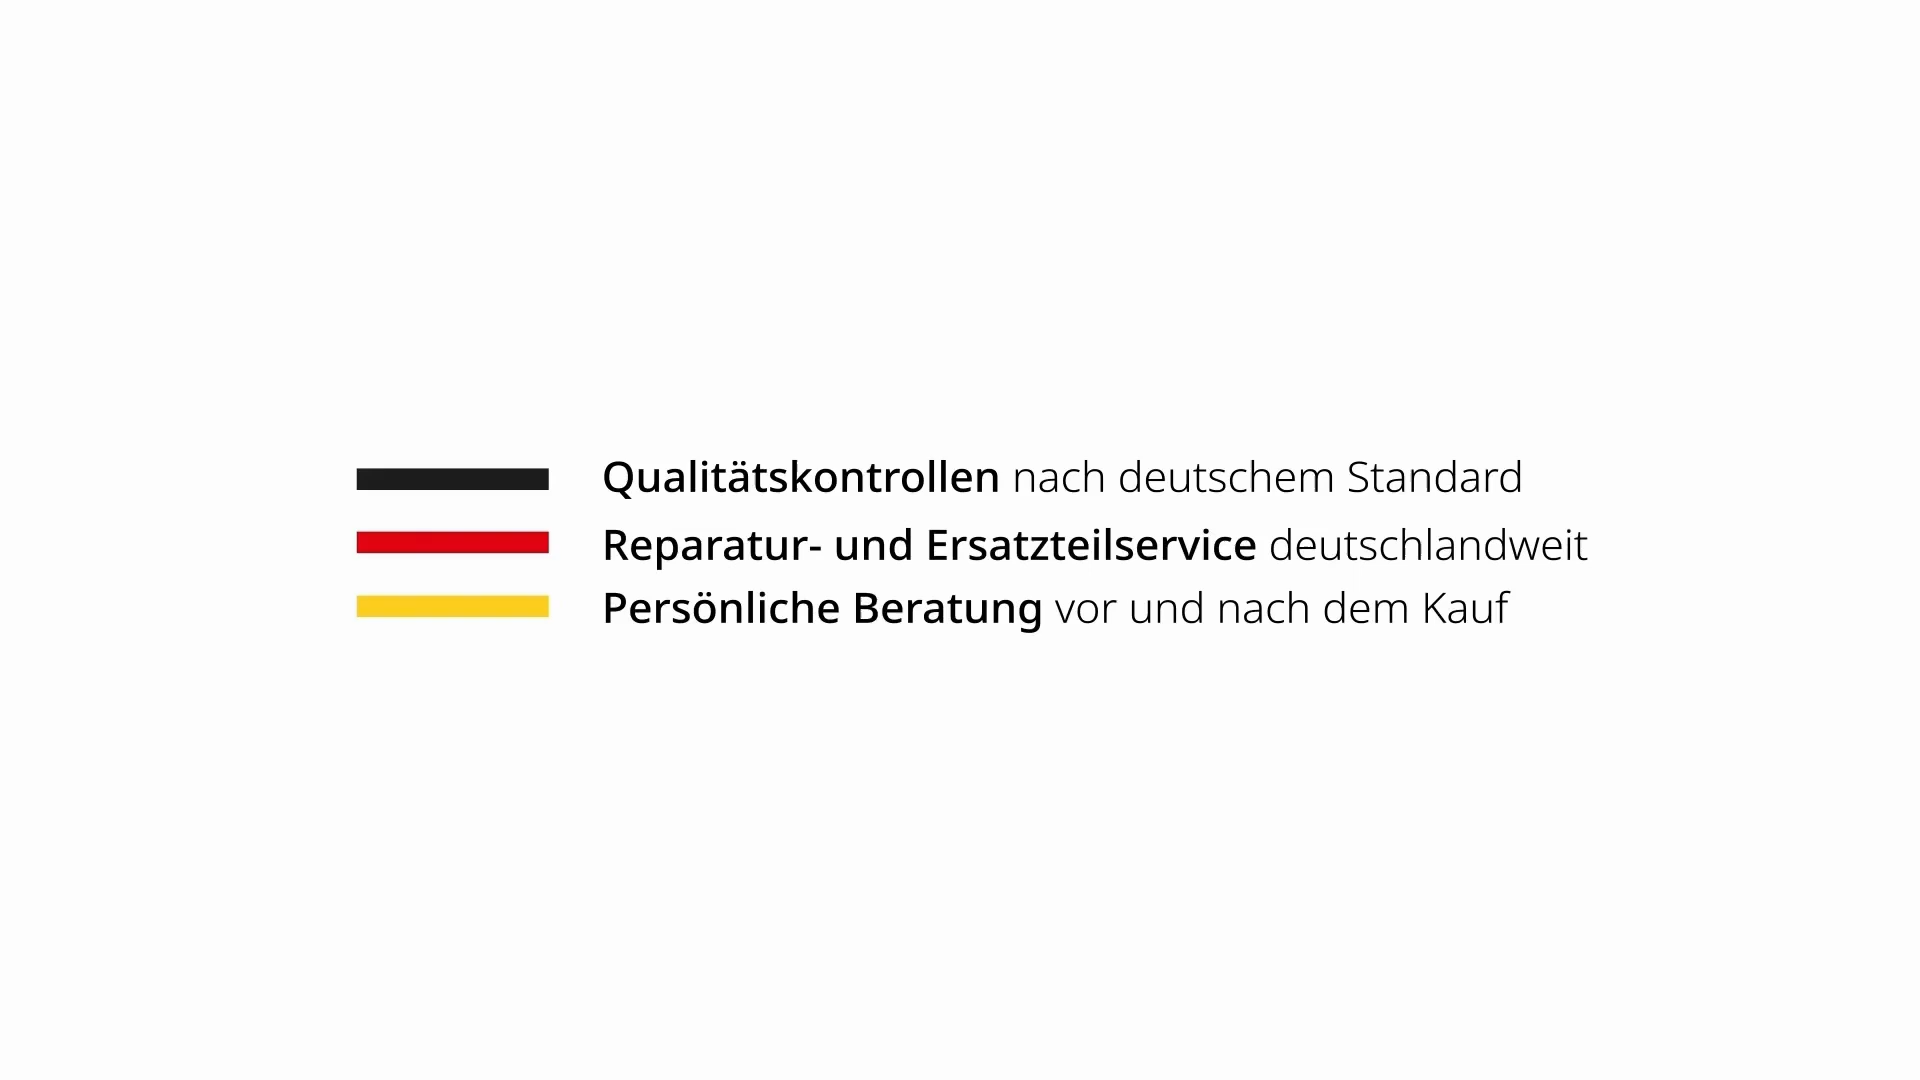 Qualitätskontrollen nach deutschem Standard
Reparatur- und Ersatzteilservice deutschlandweit
Persönliche Beratung vor und nach dem Kauf